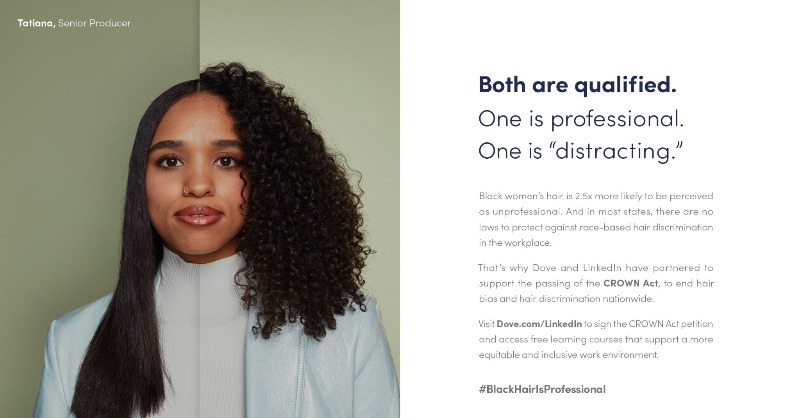 Tatiana, Senior Producer
Both are qualified.
One is professional.
One is “distracting.”
Black women’s hair is 2.5x more likely to be perceived
as unprofessional. And in most states, there are no
laws to protect against race-based hair discrimination
in the workplace.
That’s why Dove and LinkedIn have partnered to
support the passing of the CROWN Act, to end hair
bias and hair discrimination nationwide.
Visit Dove.com/LinkedIn to sign the CROWN Act petition
and access free learning courses that support a more
equitable and inclusive work environment.
#BlackHairIsProfessional